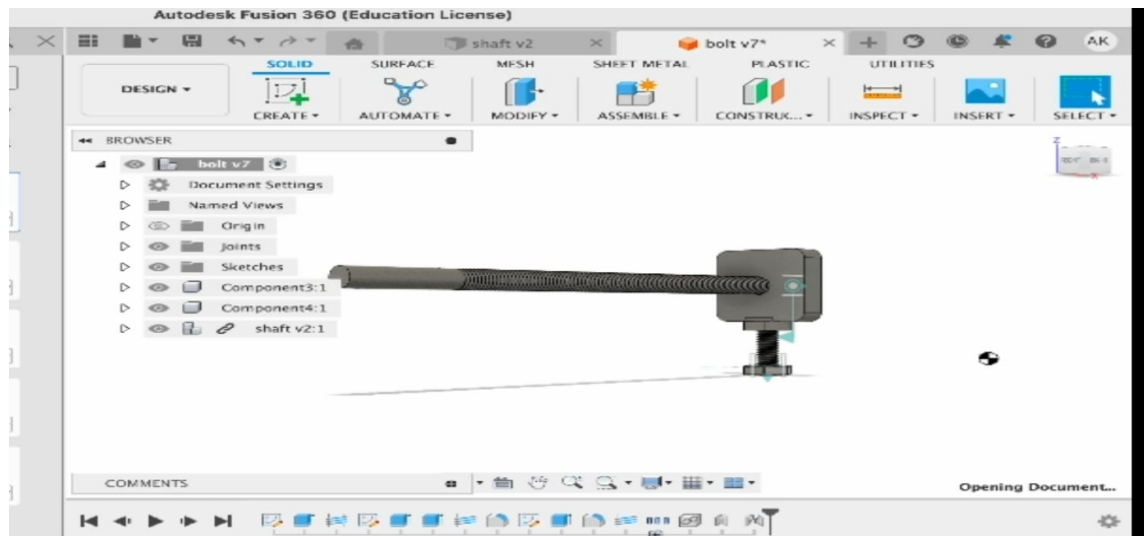 Autodesk Fusion 360 (Education License)
shaft v2
bolt v7*
AK
SOLID SURFACE MESH SHEET METAL PLASTIC UTILITIES
DESIGN
CREATE AUTOMATE MODIFY ASSEMBLE CONSTRUC... INSPECT INSERT SELECT
BROWSER
bolt v7
Document Settings
Named Views
Origin
Joints
Sketches
Component3:1
Component4:1
shaft v2:1
Z
X
COMMENTS
Opening Document...